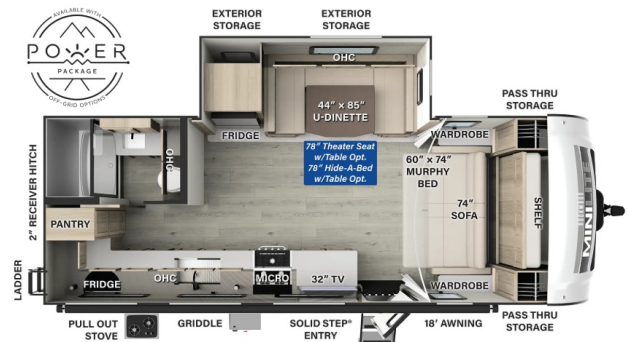 AVAILABLE WITH
POWER
PACKAGE
OFF-GRID OPTIONS
EXTERIOR
STORAGE
EXTERIOR
STORAGE
OHC
44" × 85"
U-DINETTE
FRIDGE
78" Theater Seat
w/Table Opt.
78" Hide-A-Bed
w/Table Opt.
PASS THRU
STORAGE
WARDROBE
60" × 74"
MURPHY
BED
74"
SOFA
SHELF
MINI
2" RECEIVER HITCH
OHC
PANTRY
LADDER
FRIDGE
OHC
MICRO
32" TV
WARDROBE
PULL OUT
STOVE
GRIDDLE
SOLID STEP®
ENTRY
18' AWNING
PASS THRU
STORAGE